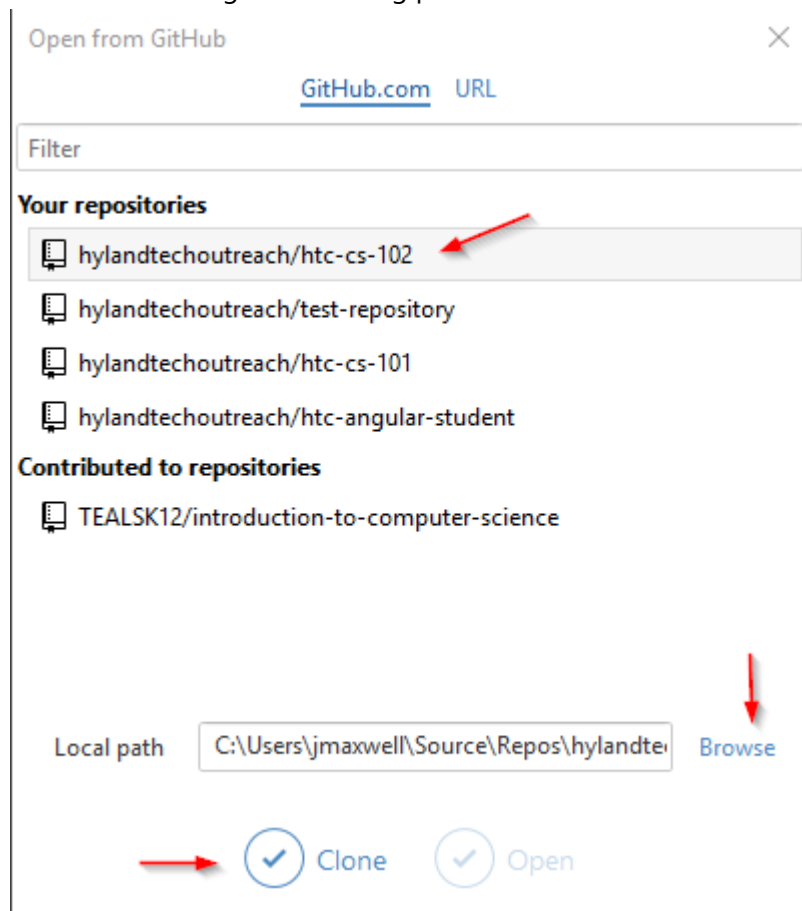 Open from GitHub
GitHub.com URL
Filter
Your repositories
hylandtechoutreach/htc-cs-102
hylandtechoutreach/test-repository
hylandtechoutreach/htc-cs-101
hylandtechoutreach/htc-angular-student
Contributed to repositories
TEALSK12/introduction-to-computer-science
Local path C:\Users\jmaxwell\Source\Repos\hylandte Browse
Clone Open